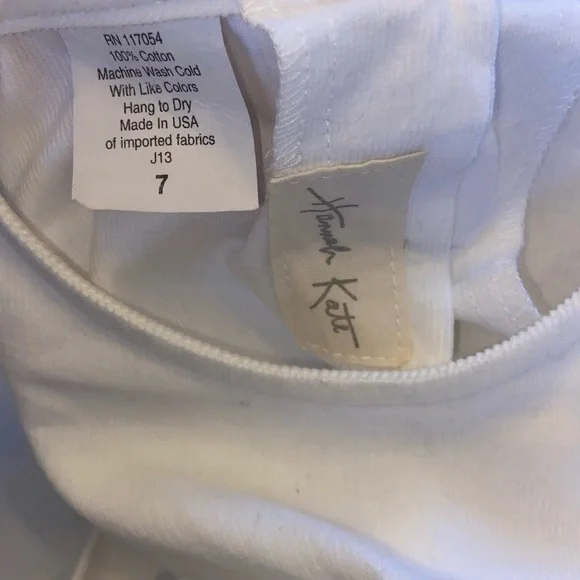 RN 117054
100% Cotton
Machine Wash Cold
With Like Colors
Hang to Dry
Made In USA
of imported fabrics
J13
7
Hannah Kate